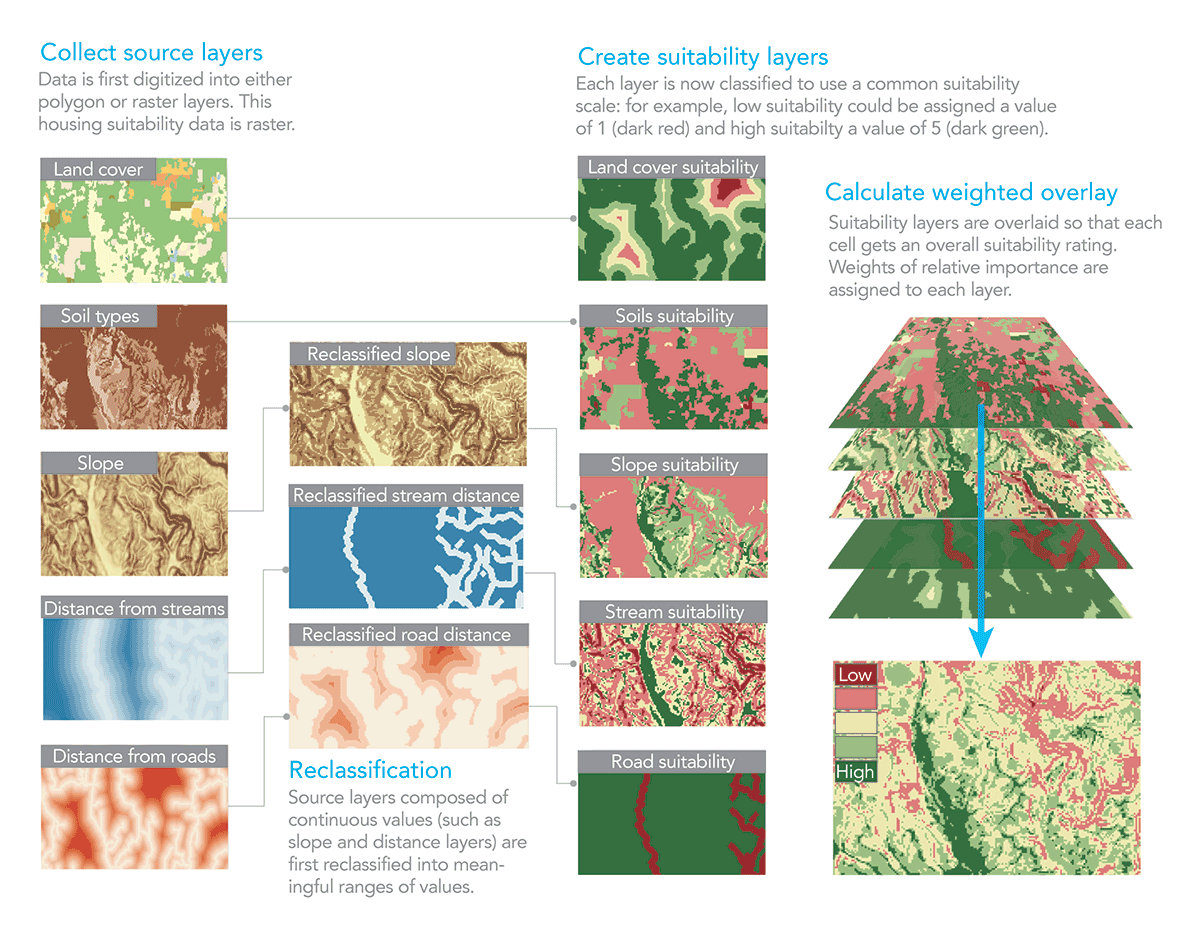 Collect source layers
Data is first digitized into either
polygon or raster layers. This
housing suitability data is raster.
Land cover
Soil types
Slope
Distance from streams
Distance from roads
Reclassified slope
Reclassified stream distance
Reclassified road distance
Reclassification
Source layers composed of
continuous values (such as
slope and distance layers) are
first reclassified into mean-
ingful ranges of values.
Create suitability layers
Each layer is now classified to use a common suitability
scale: for example, low suitability could be assigned a value
of 1 (dark red) and high suitabilty a value of 5 (dark green).
Land cover suitability
Soils suitability
Slope suitability
Stream suitability
Road suitability
Calculate weighted overlay
Suitability layers are overlaid so that each
cell gets an overall suitability rating.
Weights of relative importance are
assigned to each layer.
Low
High